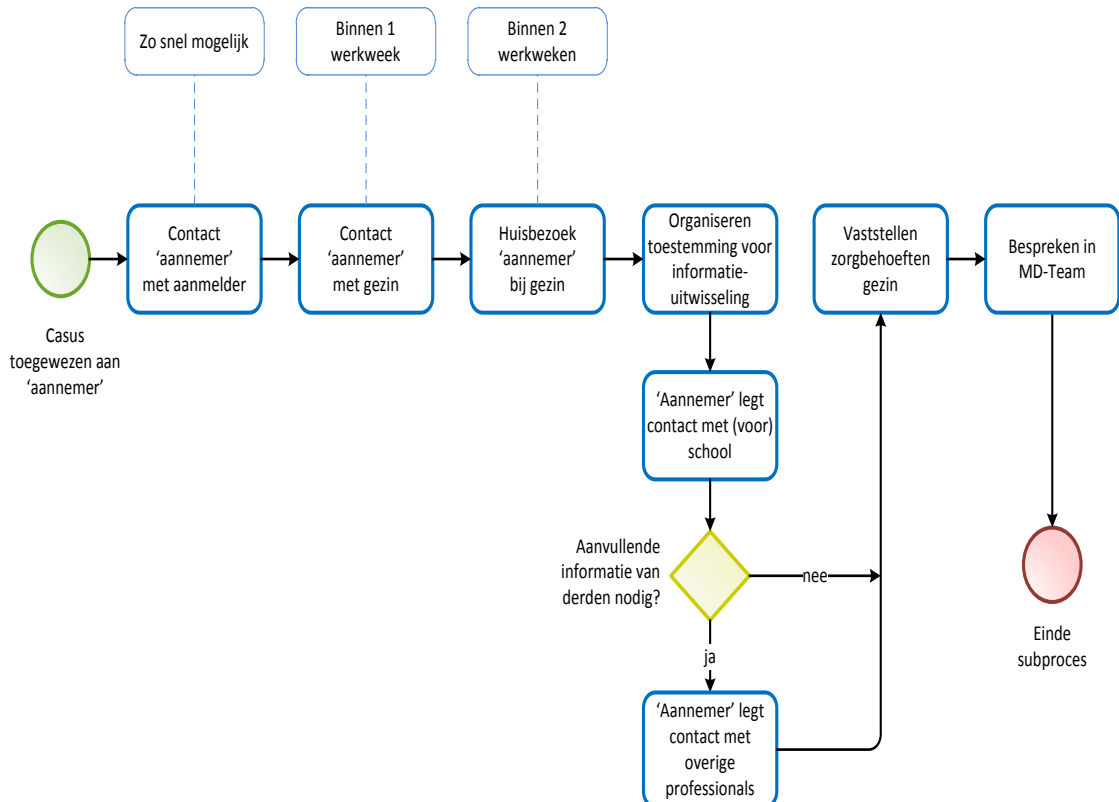 Zo snel mogelijk
Binnen 1
werkweek
Binnen 2
werkweken
Casus
toegewezen aan
‘aannemer’
Contact
‘aannemer’
met aanmelder
Contact
‘aannemer’
met gezin
Huisbezoek
‘aannemer’
bij gezin
Organiseren
toestemming voor
informatie-
uitwisseling
‘Aannemer’ legt
contact met (voor)
school
Aanvullende
informatie van
derden nodig?
nee
ja
‘Aannemer’ legt
contact met
overige
professionals
Vaststellen
zorgbehoeften
gezin
Bespreken in
MD-Team
Einde
subproces